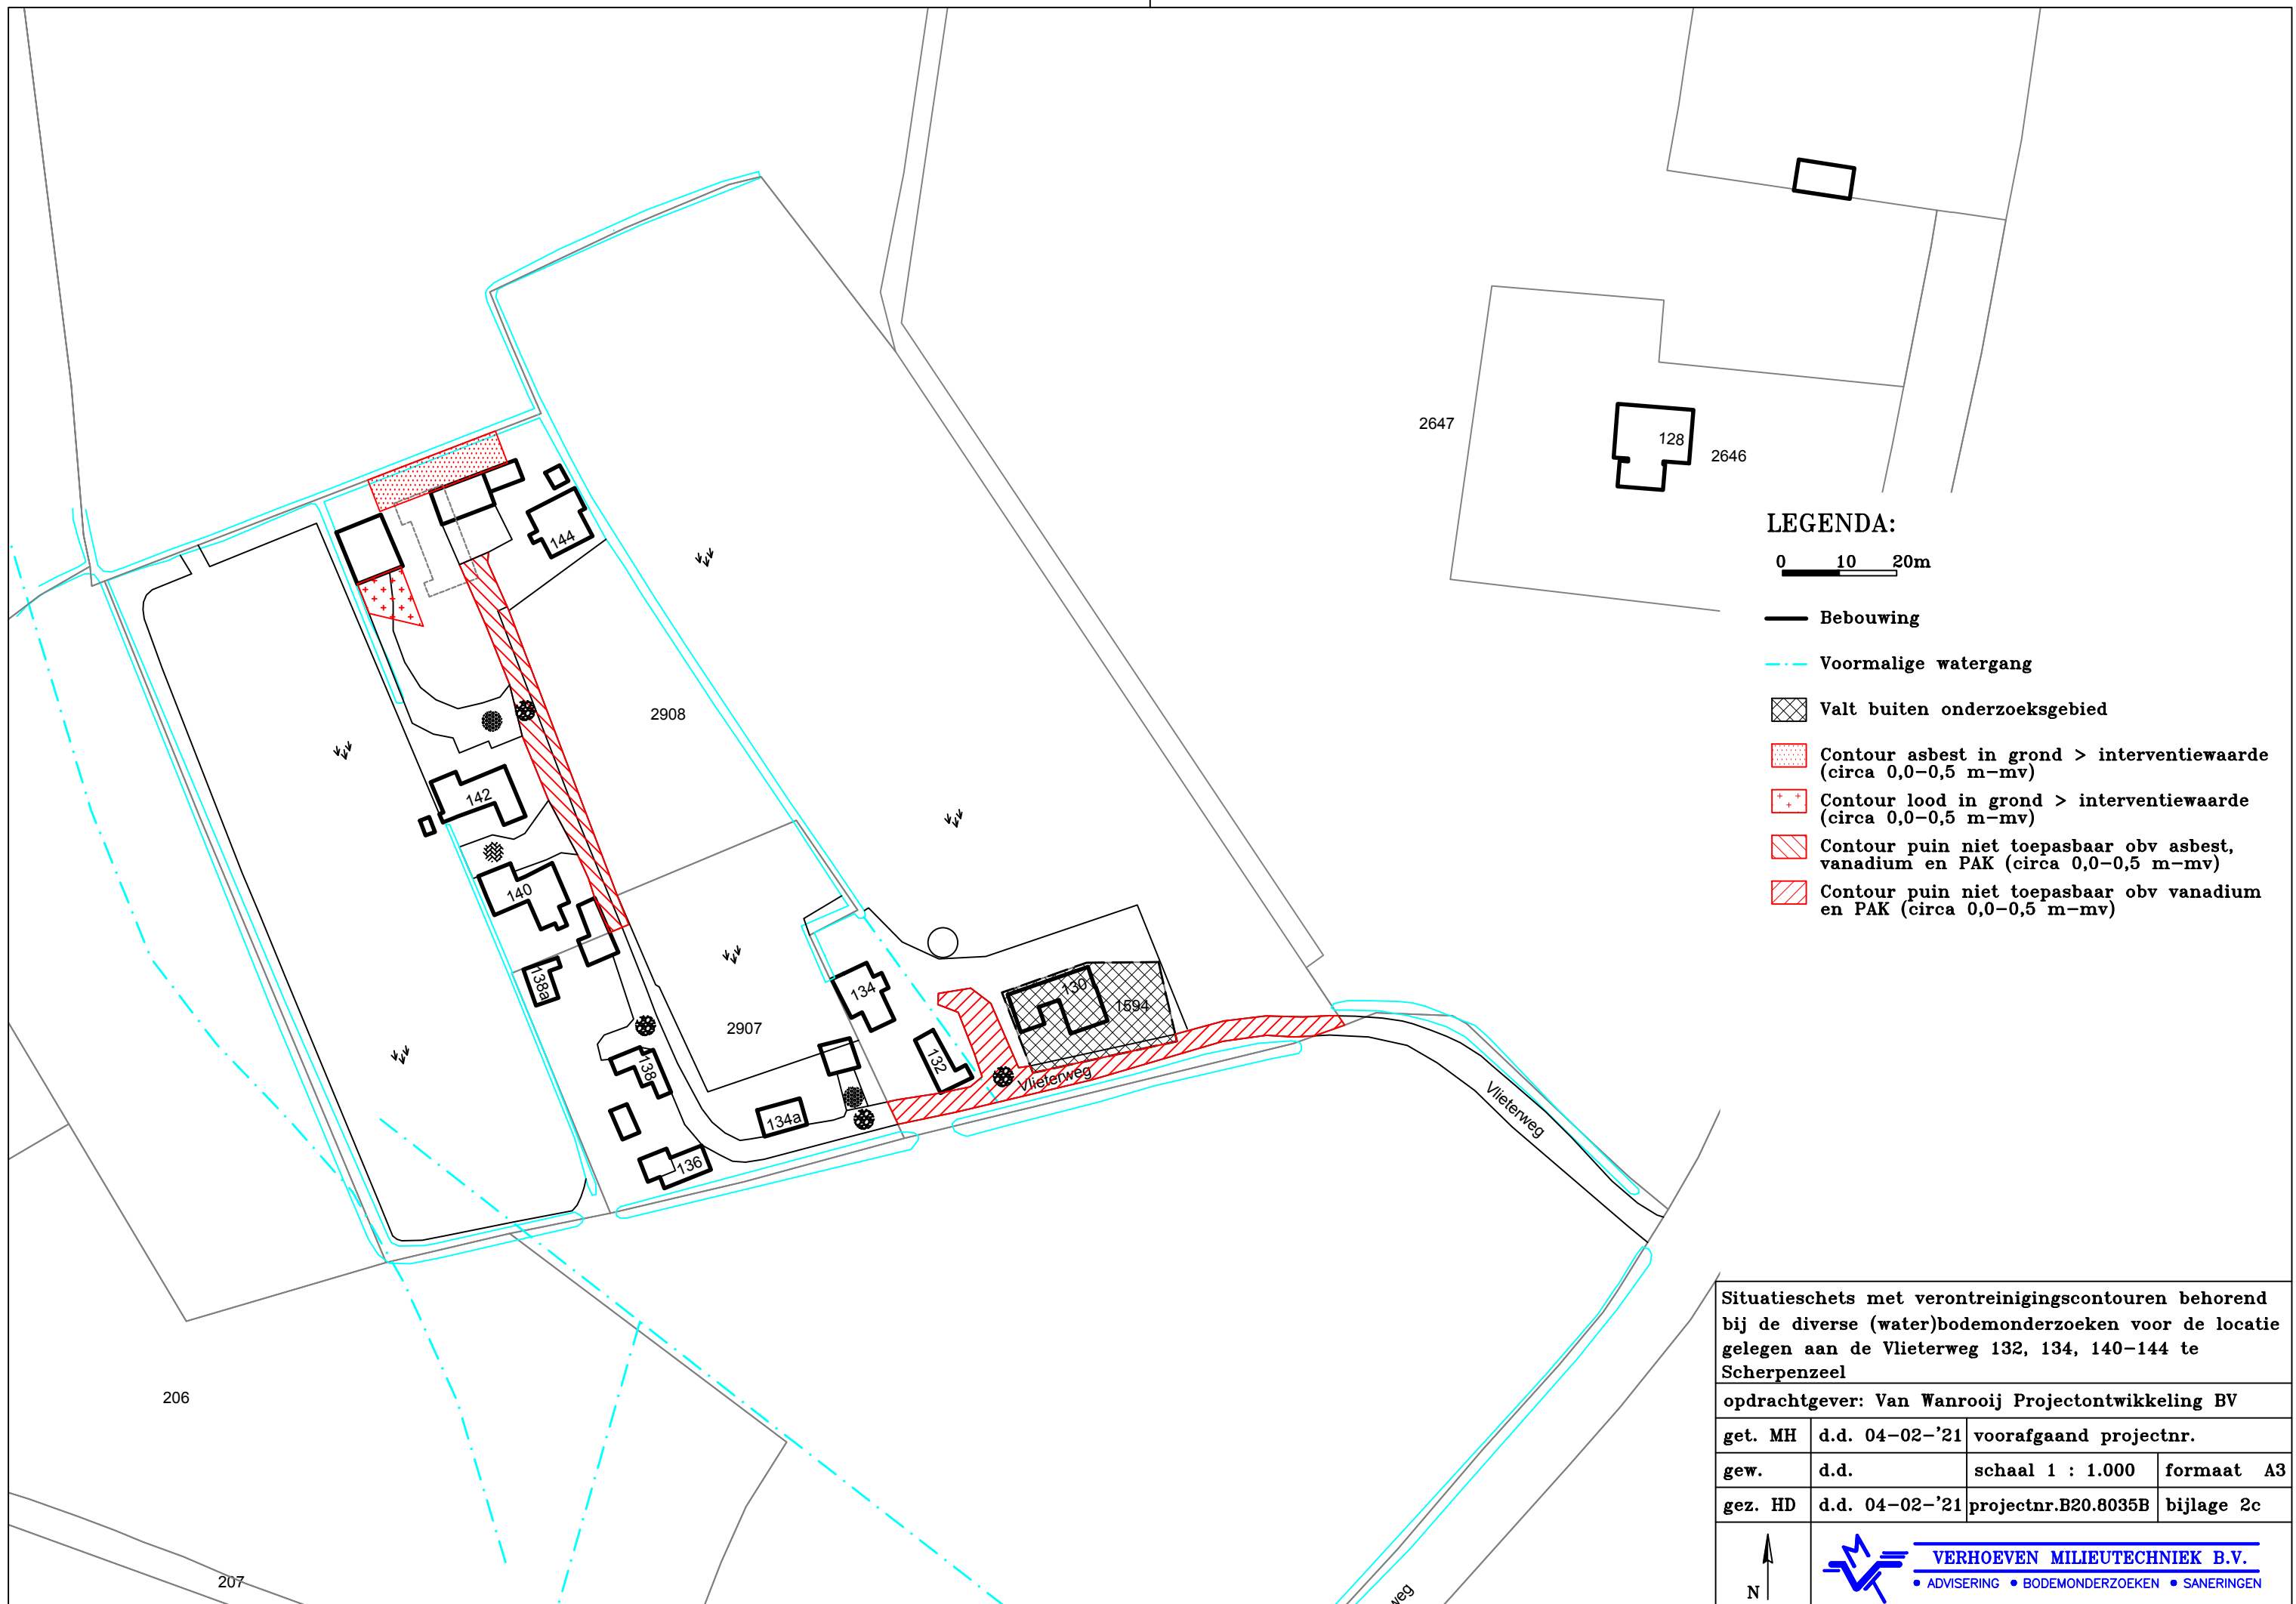 128
2647
2646
144
2908
142
140
138a
134
130
1594
2907
132
138
Vlieterweg
134a
136
Vlieterweg
206
207
weg
LEGENDA:
0 10 20m
Bebouwing
Voormalige watergang
Valt buiten onderzoeksgebied
Contour asbest in grond > interventiewaarde
(circa 0,0-0,5 m-mv)
Contour lood in grond > interventiewaarde
(circa 0,0-0,5 m-mv)
Contour puin niet toepasbaar obv asbest,
vanadium en PAK (circa 0,0-0,5 m-mv)
Contour puin niet toepasbaar obv vanadium
en PAK (circa 0,0-0,5 m-mv)
Situatieschets met verontreinigingscontouren behorend
bij de diverse (water)bodemonderzoeken voor de locatie
gelegen aan de Vlieterweg 132, 134, 140-144 te
Scherpenzeel
opdrachtgever: Van Wanrooij Projectontwikkeling BV
get. MH d.d. 04-02-'21 voorafgaand projectnr.
gew. d.d. schaal 1 : 1.000 formaat A3
gez. HD d.d. 04-02-'21 projectnr.B20.8035B bijlage 2c
N
VERHOEVEN MILIEUTECHNIEK B.V.
• ADVISERING • BODEMONDERZOEKEN • SANERINGEN